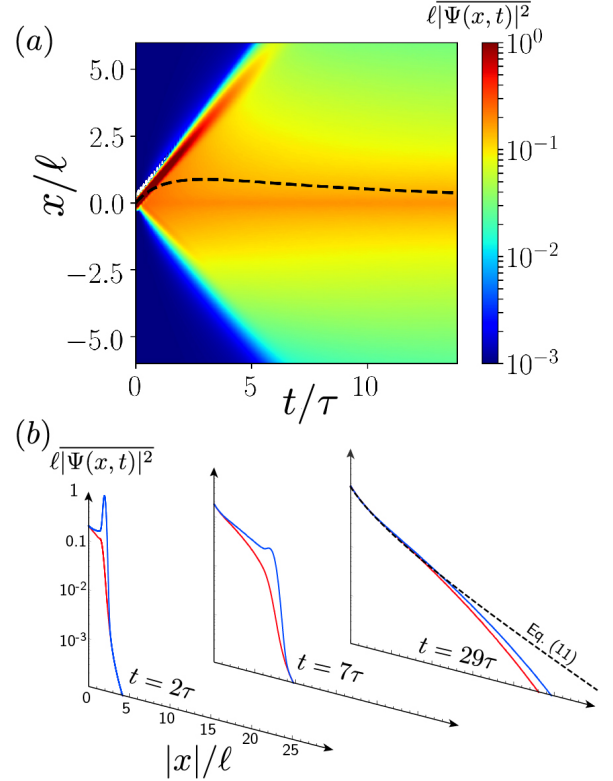 (a)
ℓ|Ψ(x, t)|²
5.0
2.5
0.0
−2.5
−5.0
x/ℓ
0 5 10
t/τ
10⁰
10⁻¹
10⁻²
10⁻³
(b)
ℓ|Ψ(x, t)|²
1
0.1
10⁻²
10⁻³
0
0 5 10 15 20 25
|x|/ℓ
t = 2τ
t = 7τ
t = 29τ
Eq. (11)